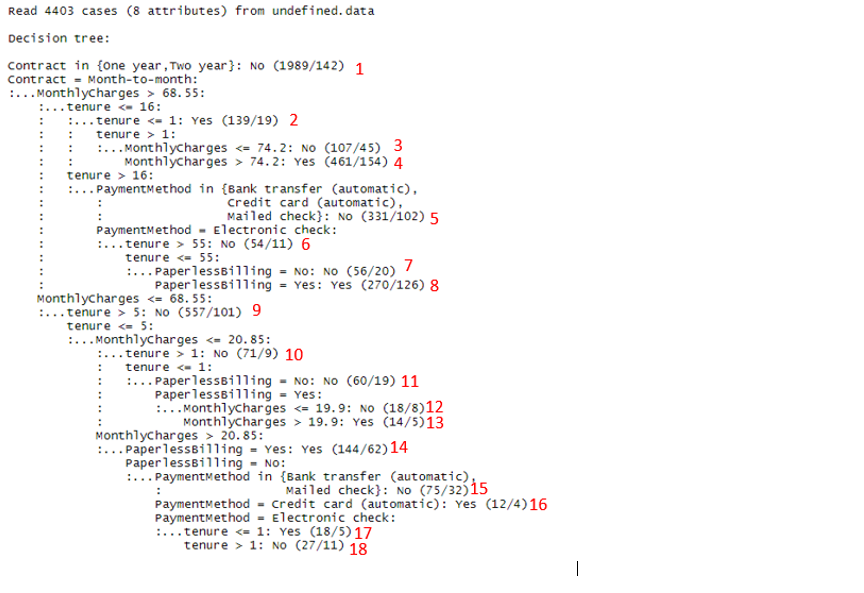 Read 4403 cases (8 attributes) from undefined.data
Decision tree:
Contract in {One year,Two year}: No (1989/142) 1
Contract = Month-to-month:
:...MonthlyCharges > 68.55:
    :...tenure <= 16:
    :   :...tenure <= 1: Yes (139/19) 2
    :   :   tenure > 1:
    :   :   :...MonthlyCharges <= 74.2: No (107/45) 3
    :   :       MonthlyCharges > 74.2: Yes (461/154) 4
    :   tenure > 16:
    :   :...PaymentMethod in {Bank transfer (automatic),
    :       :                 Credit card (automatic),
    :       :                 Mailed check}: No (331/102) 5
    :       PaymentMethod = Electronic check:
    :       :...tenure > 55: No (54/11) 6
    :           tenure <= 55:
    :           :...PaperlessBilling = No: No (56/20) 7
    :               PaperlessBilling = Yes: Yes (270/126) 8
    MonthlyCharges <= 68.55:
    :...tenure > 5: No (557/101) 9
        tenure <= 5:
        :...MonthlyCharges <= 20.85:
            :...tenure > 1: No (71/9) 10
            :   tenure <= 1:
            :   :...PaperlessBilling = No: No (60/19) 11
            :       PaperlessBilling = Yes:
            :       :...MonthlyCharges <= 19.9: No (18/8) 12
            :           MonthlyCharges > 19.9: Yes (14/5) 13
            MonthlyCharges > 20.85:
            :...PaperlessBilling = Yes: Yes (144/62) 14
                PaperlessBilling = No:
                :...PaymentMethod in {Bank transfer (automatic),
                    :                 Mailed check}: No (75/32) 15
                    PaymentMethod = Credit card (automatic): Yes (12/4) 16
                    PaymentMethod = Electronic check:
                    :...tenure <= 1: Yes (18/5) 17
                        tenure > 1: No (27/11) 18